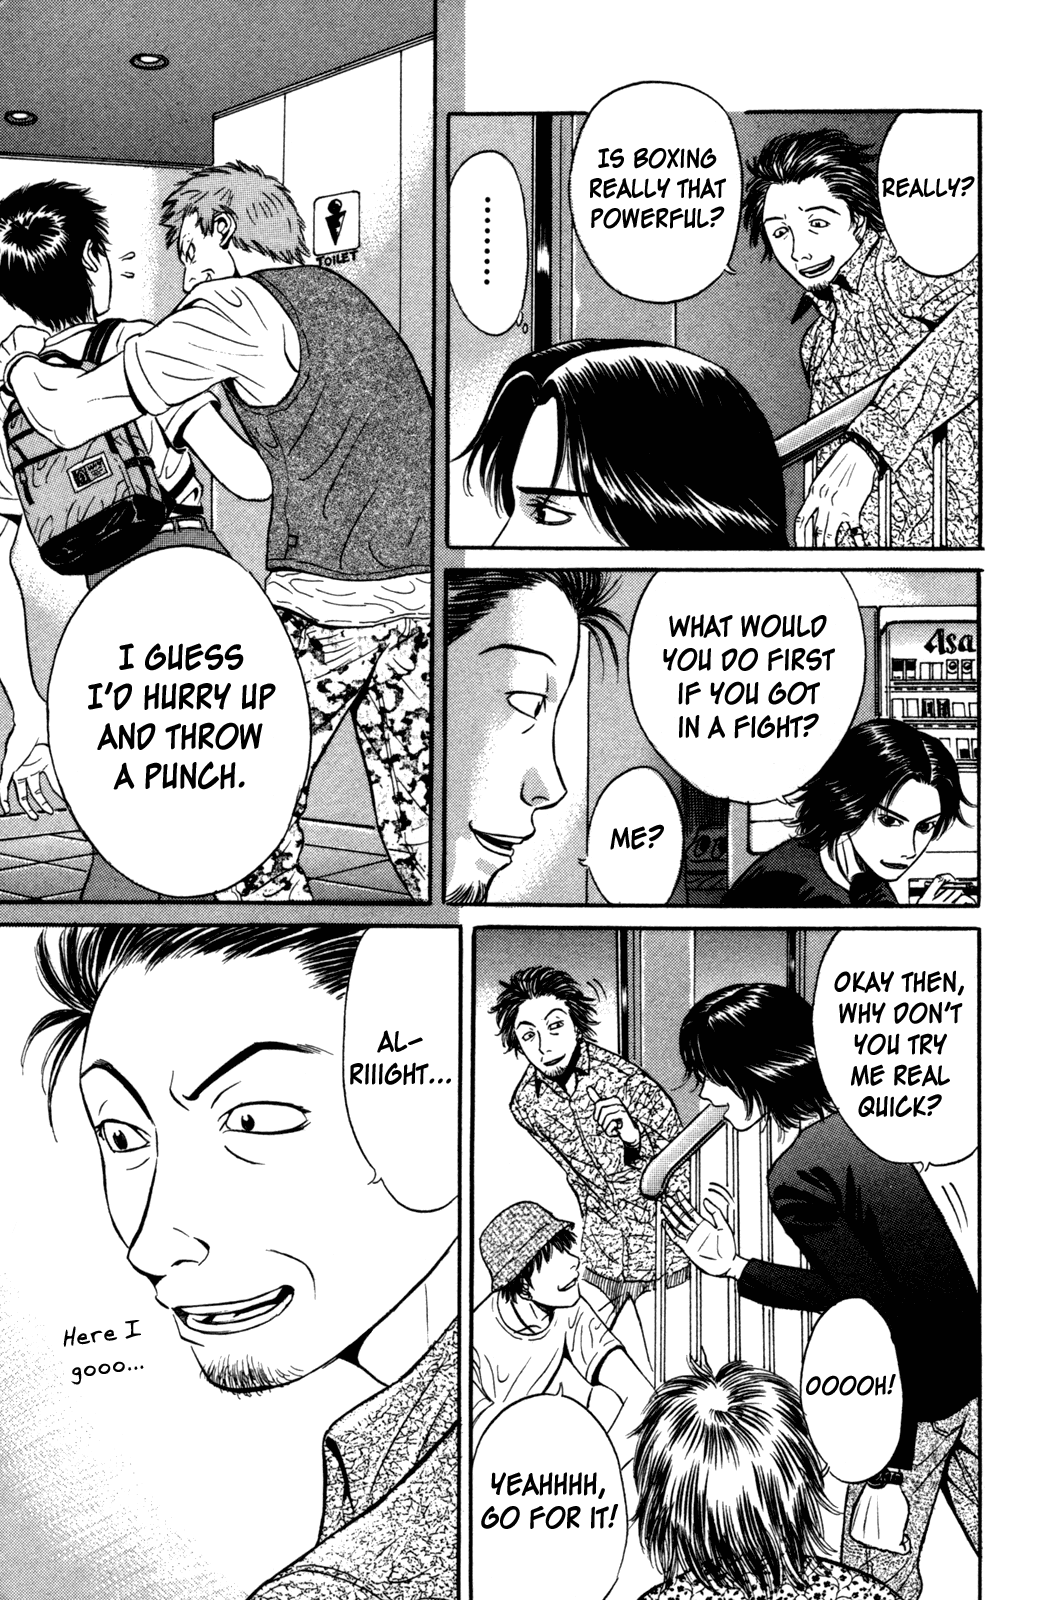 REALLY?
IS BOXING
REALLY THAT
POWERFUL?
........
WHAT WOULD
YOU DO FIRST
IF YOU GOT
IN A FIGHT?
Asa
ME?
TOILET
I GUESS
I'D HURRY UP
AND THROW
A PUNCH.
OKAY THEN,
WHY DON'T
YOU TRY
ME REAL
QUICK?
OOOOH!
YEAHHHH,
GO FOR IT!
AL-
RIIIGHT...
Here I
gooo...